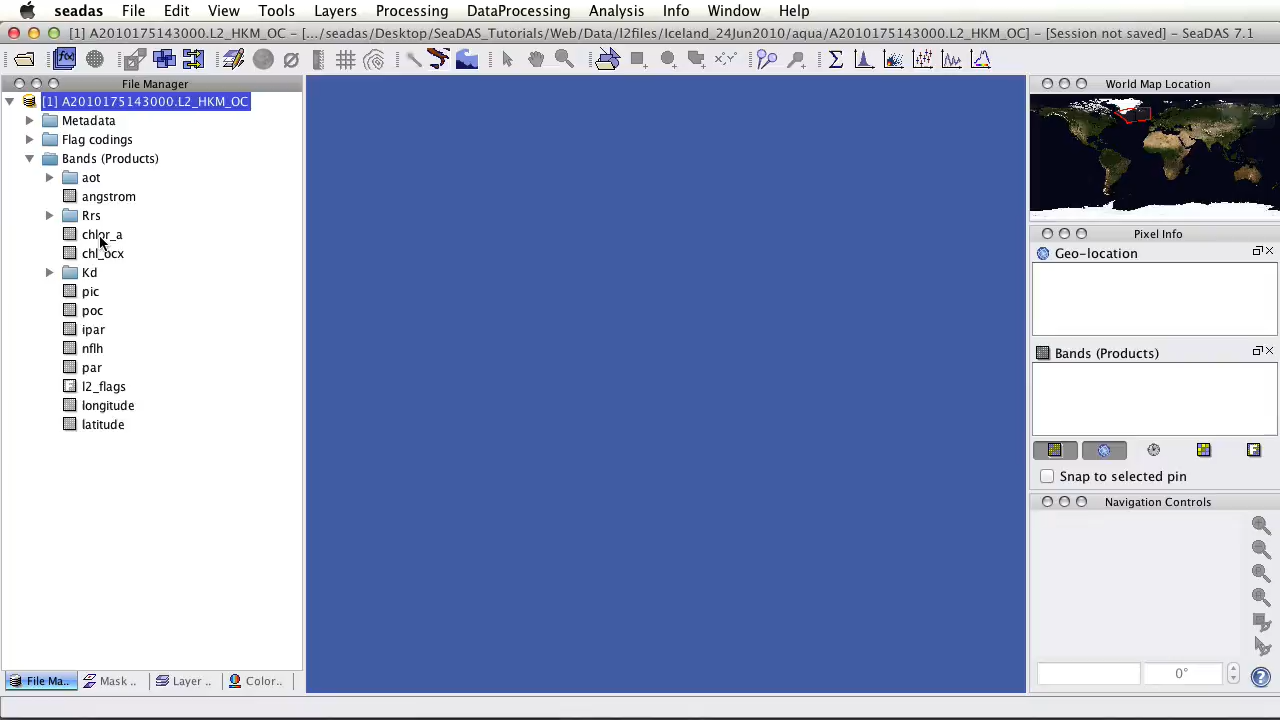 seadas File Edit View Tools Layers Processing DataProcessing Analysis Info Window Help
[1] A2010175143000.L2_HKM_OC – [.../seadas/Desktop/SeaDAS_Tutorials/Web/Data/l2files/Iceland_24Jun2010/aqua/A2010175143000.L2_HKM_OC] – [Session not saved] – SeaDAS 7.1
File Manager
[1] A2010175143000.L2_HKM_OC
Metadata
Flag codings
Bands (Products)
aot
angstrom
Rrs
chlor_a
chl_ocx
Kd
pic
poc
ipar
nflh
par
l2_flags
longitude
latitude
File Ma.. Mask .. Layer .. Color..
World Map Location
Pixel Info
Geo-location
Bands (Products)
Snap to selected pin
Navigation Controls
0°